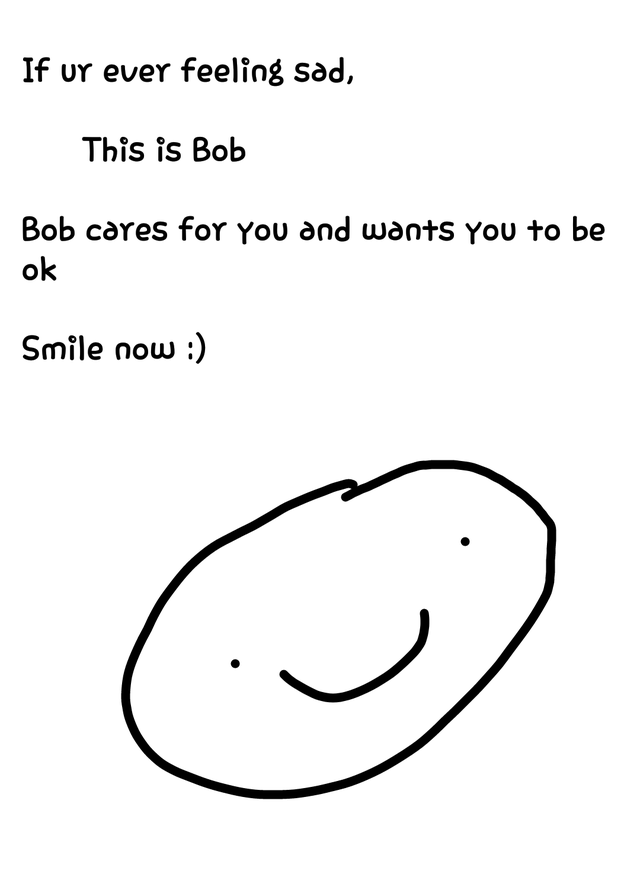 If ur ever feeling sad,
This is Bob
Bob cares for you and wants you to be
ok
Smile now :)